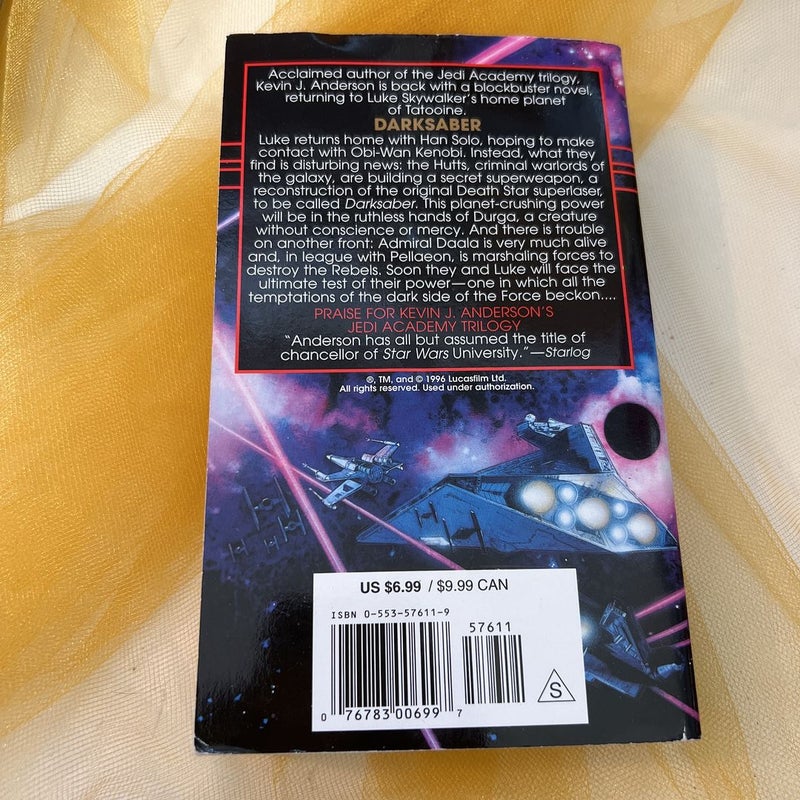 Acclaimed author of the Jedi Academy trilogy,
Kevin J. Anderson is back with a blockbuster novel,
returning to Luke Skywalker's home planet
of Tatooine.
DARKSABER
Luke returns home with Han Solo, hoping to make
contact with Obi-Wan Kenobi. Instead, what they
find is disturbing news: the Hutts, criminal warlords of
the galaxy, are building a secret superweapon, a
reconstruction of the original Death Star superlaser,
to be called Darksaber. This planet-crushing power
will be in the ruthless hands of Durga, a creature
without conscience or mercy. And there is trouble
on another front: Admiral Daala is very much alive
and, in league with Pellaeon, is marshaling forces to
destroy the Rebels. Soon they and Luke will face the
ultimate test of their power—one in which all the
temptations of the dark side of the Force beckon....
PRAISE FOR KEVIN J. ANDERSON'S
JEDI ACADEMY TRILOGY
"Anderson has all but assumed the title of
chancellor of Star Wars University."—Starlog
®, TM, and © 1996 Lucasfilm Ltd.
All rights reserved. Used under authorization.
US $6.99 / $9.99 CAN
ISBN 0-553-57611-9
57611
0 76783 00699 7
S